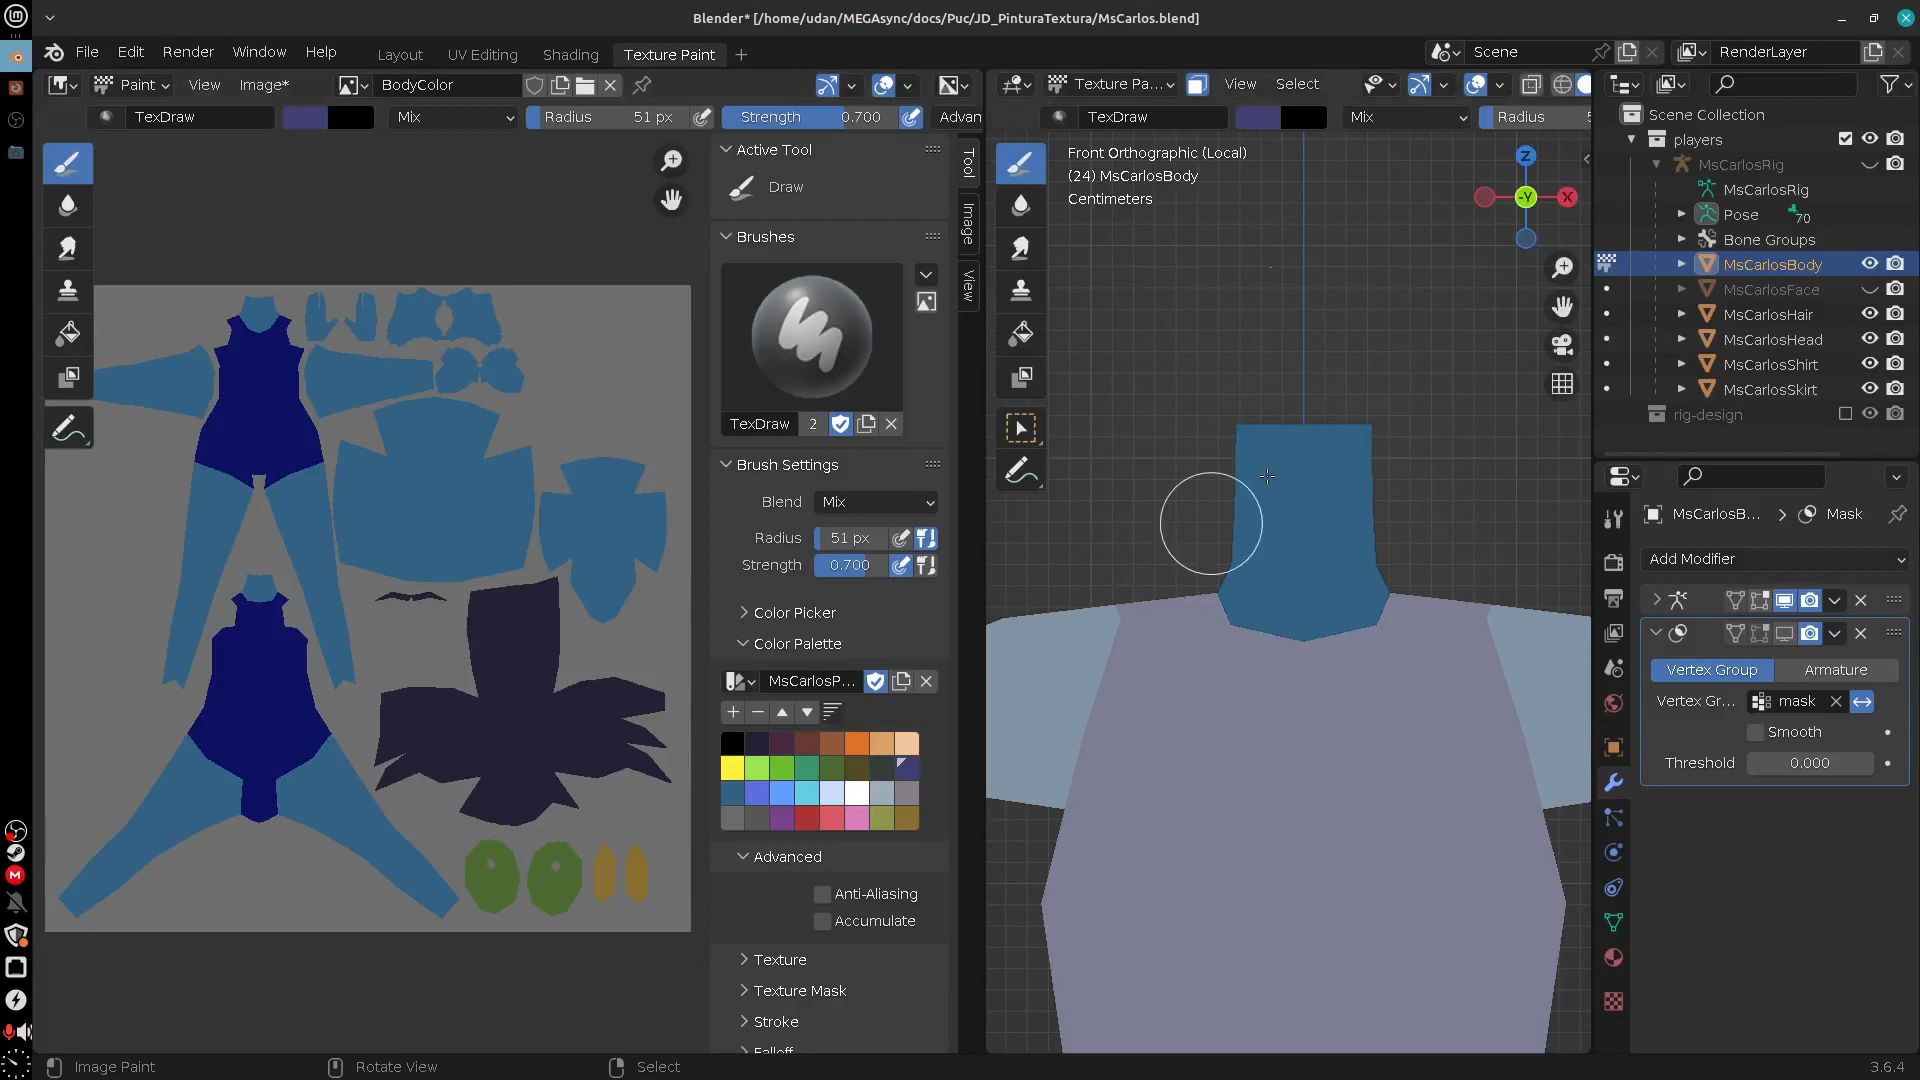 Blender* [/home/udan/MEGAsync/docs/Puc/JD_PinturaTextura/MsCarlos.blend]
File Edit Render Window Help Layout UV Editing Shading Texture Paint Scene RenderLayer
Paint View Image* BodyColor
TexDraw Mix Radius 51 px Strength 0.700 Advan
Active Tool
Draw
Brushes
TexDraw 2
Brush Settings
Blend Mix
Radius 51 px
Strength 0.700
Color Picker
Color Palette
MsCarlosP...
Advanced
Anti-Aliasing
Accumulate
Texture
Texture Mask
Stroke
Falloff
Tool
Image
View
Texture Pa... View Select
TexDraw Mix Radius
Front Orthographic (Local)
(24) MsCarlosBody
Centimeters
Z
-Y
X
Scene Collection
players
MsCarlosRig
MsCarlosRig
Pose 70
Bone Groups
MsCarlosBody
MsCarlosFace
MsCarlosHair
MsCarlosHead
MsCarlosShirt
MsCarlosSkirt
rig-design
MsCarlosB... Mask
Add Modifier
Vertex Group Armature
Vertex Gr... mask
Smooth
Threshold 0.000
Image Paint Rotate View Select 3.6.4